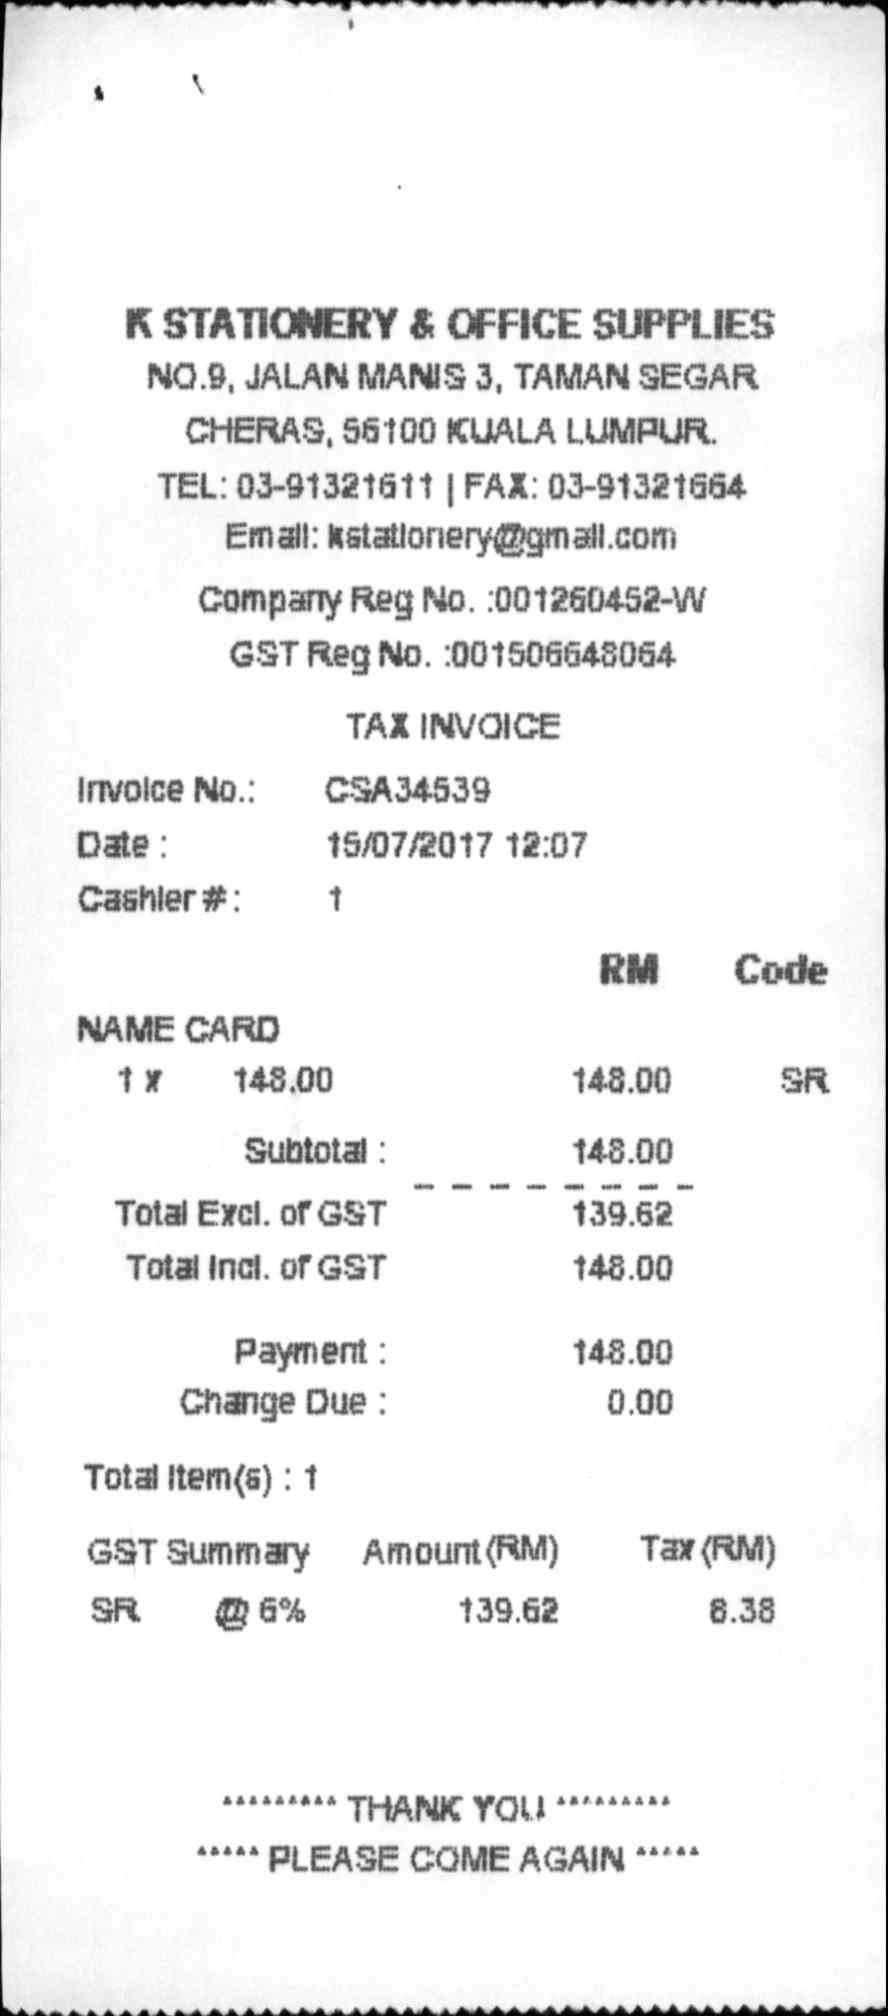 K STATIONERY & OFFICE SUPPLIES
NO.9, JALAN MANIS 3, TAMAN SEGAR
CHERAS, 56100 KUALA LUMPUR.
TEL: 03-91321611 | FAX: 03-91321664
Email: kstationery@gmail.com
Company Reg No. :001260452-W
GST Reg No. :001506648064
TAX INVOICE
Invoice No.: CSA34539
Date : 15/07/2017 12:07
Cashier # : 1
RM Code
NAME CARD
1 x 148.00 148.00 SR
Subtotal : 148.00
Total Excl. of GST 139.62
Total Incl. of GST 148.00
Payment : 148.00
Change Due : 0.00
Total Item(s) : 1
GST Summary Amount(RM) Tax (RM)
SR @ 6% 139.62 8.38
********* THANK YOU *********
***** PLEASE COME AGAIN *****